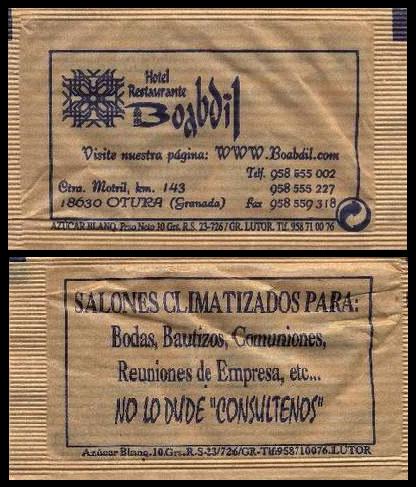 Hotel
Restaurante
Boabdil
Visite nuestra página: WWW.Boabdil.com
Telf. 958 555 002
Ctra. Motril, km. 143 958 555 227
18630 OTURA (Granada) Fax 958 559 318
AZÚCAR BLANQ. Peso Neto 10 Grs. R.S. 23-726/GR. LUTOR. Tlf. 958 71 00 76
SALONES CLIMATIZADOS PARA:
Bodas, Bautizos, Comuniones,
Reuniones de Empresa, etc...
NO LO DUDE "CONSULTENOS"
Azúcar Blanq. 10.Grs. R.S-23/726/GR-Tlf:958710076. LUTOR